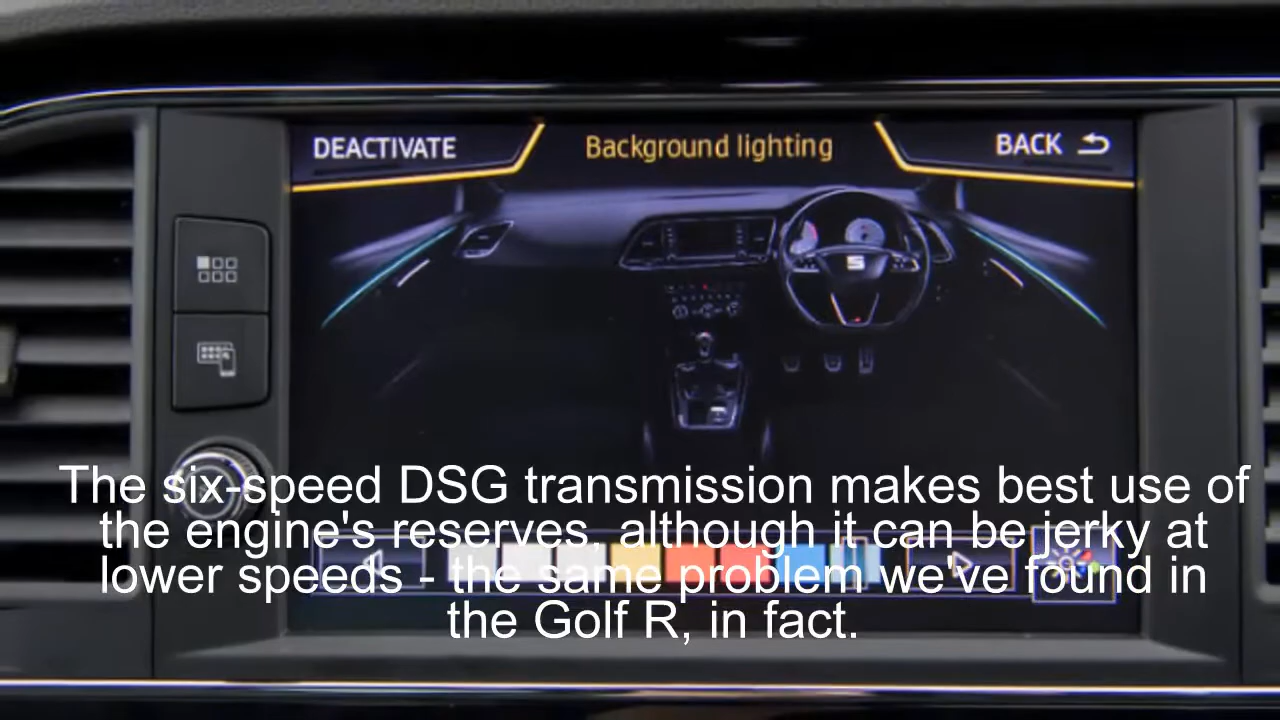 DEACTIVATE
Background lighting
BACK
The six-speed DSG transmission makes best use of
the engine's reserves, although it can be jerky at
lower speeds - the same problem we've found in
the Golf R, in fact.